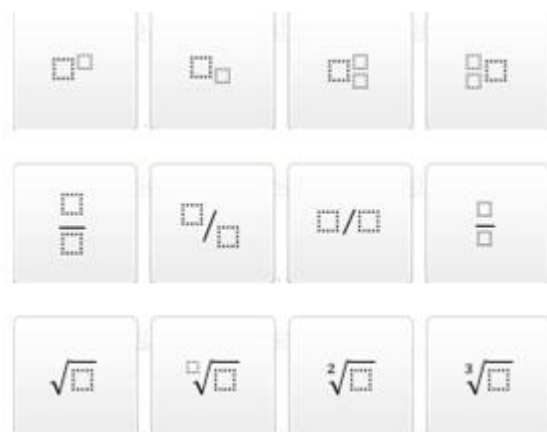 / /
√ √ 2√ 3√